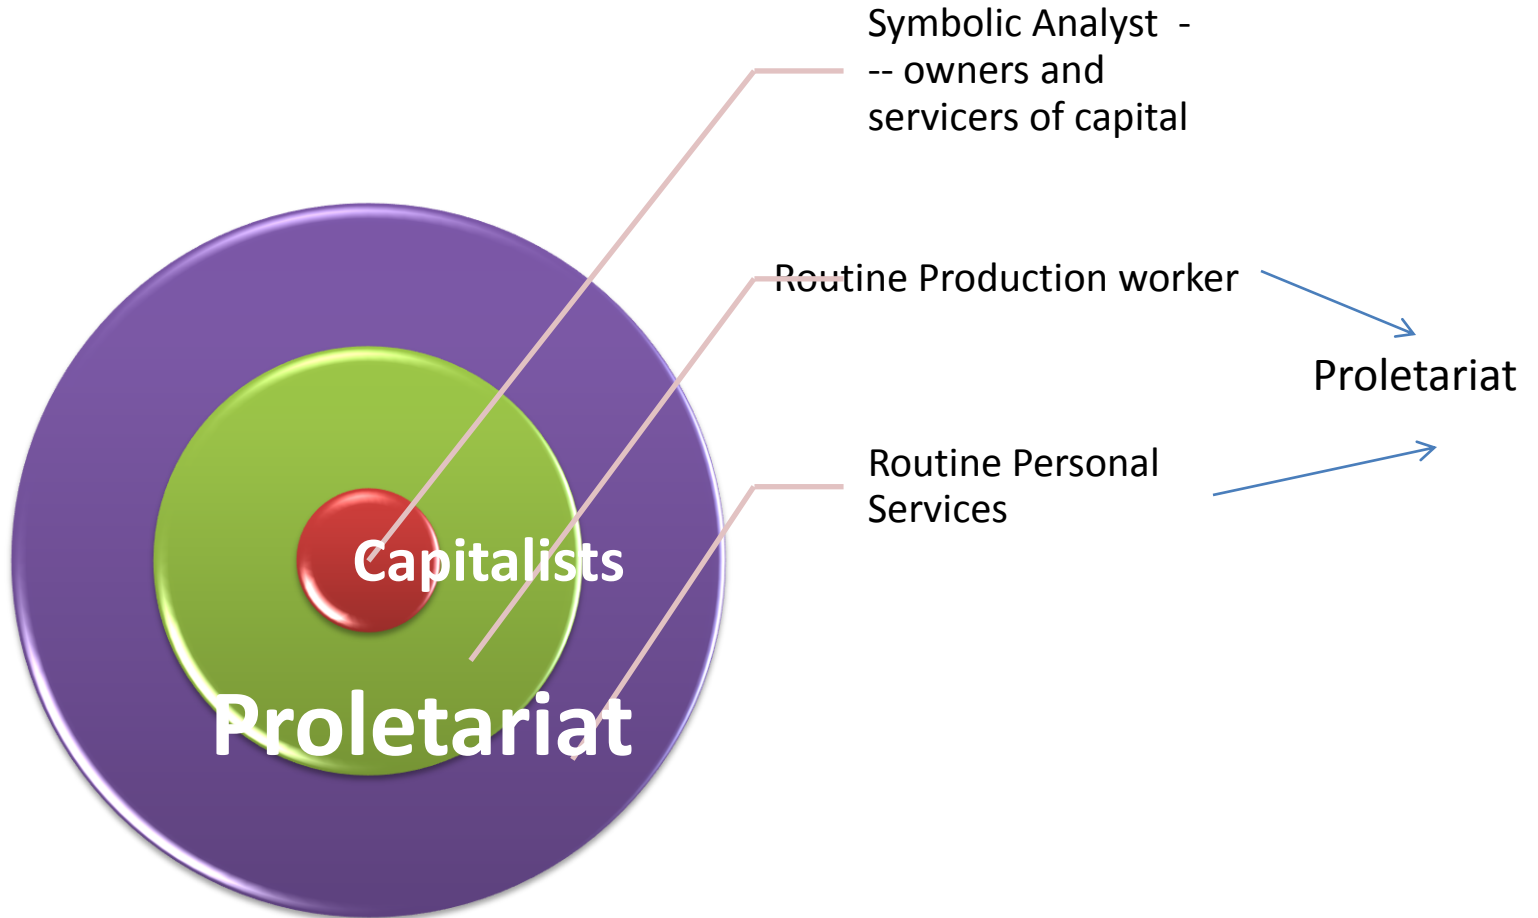 Symbolic Analyst -
-- owners and
servicers of capital
Routine Production worker
Proletariat
Routine Personal
Services
Capitalists
Proletariat